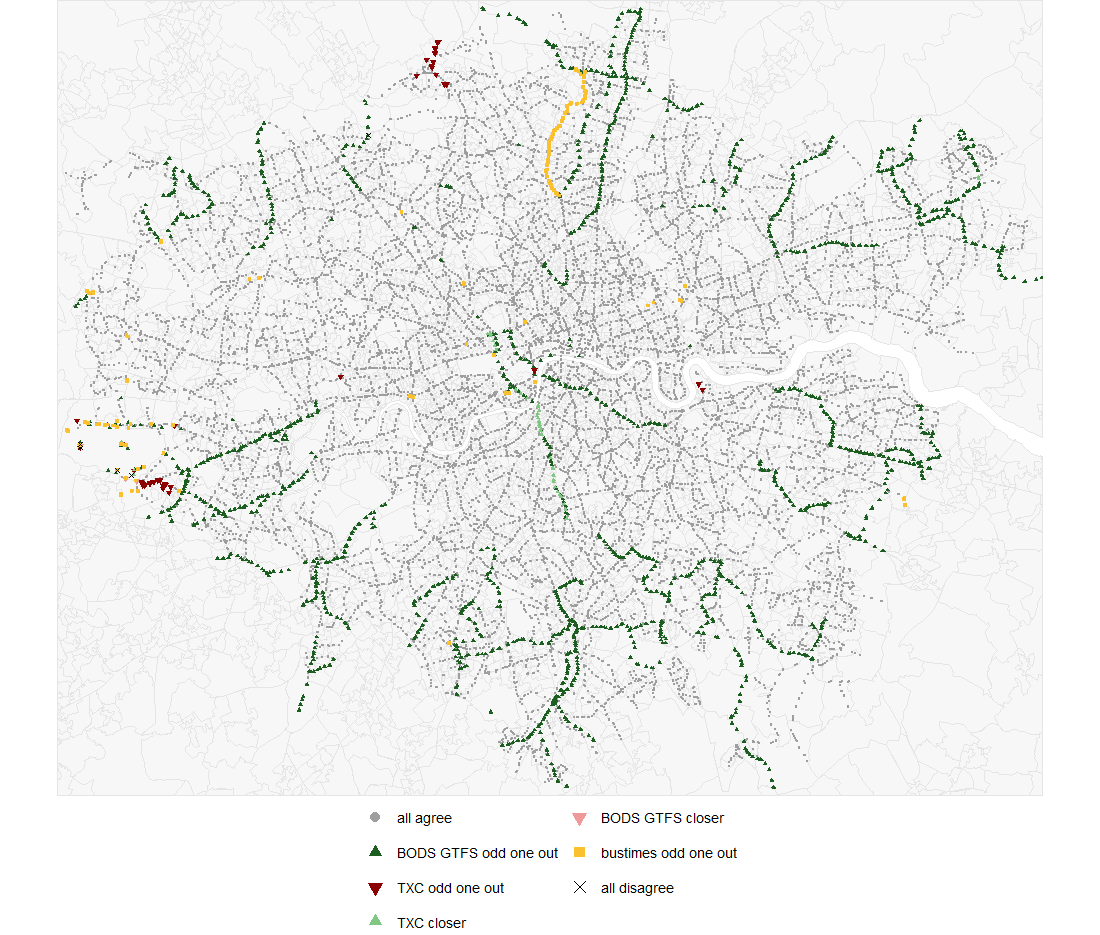 all agree
BODS GTFS odd one out
TXC odd one out
TXC closer
BODS GTFS closer
bustimes odd one out
all disagree